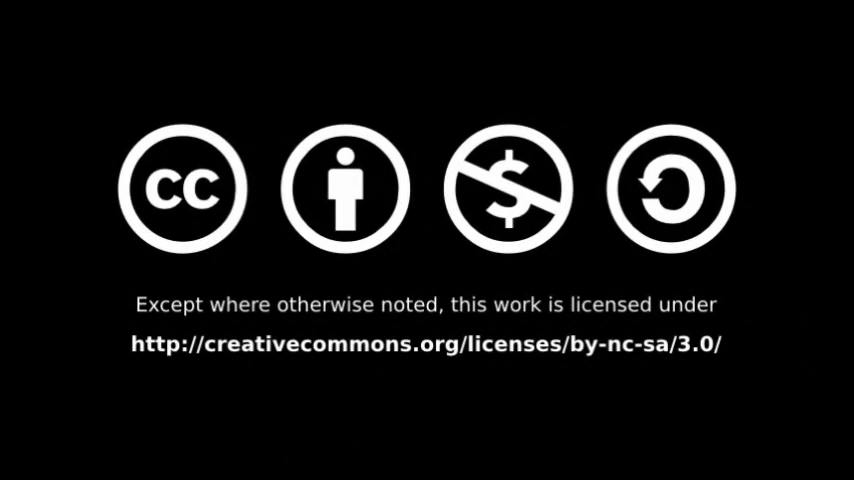 cc
$
Except where otherwise noted, this work is licensed under
http://creativecommons.org/licenses/by-nc-sa/3.0/